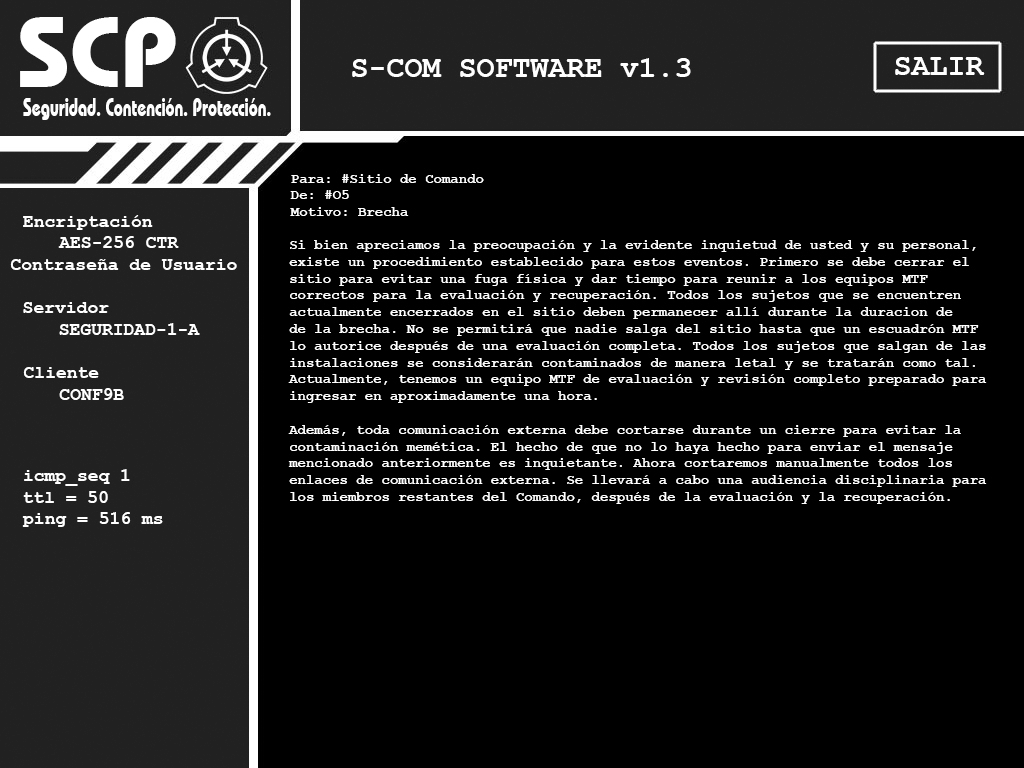 SCP
Seguridad. Contención. Protección.
S-COM SOFTWARE v1.3
SALIR
Encriptación
AES-256 CTR
Contraseña de Usuario
Servidor
SEGURIDAD-1-A
Cliente
CONF9B
icmp_seq 1
ttl = 50
ping = 516 ms
Para: #Sitio de Comando
De: #O5
Motivo: Brecha
Si bien apreciamos la preocupación y la evidente inquietud de usted y su personal,
existe un procedimiento establecido para estos eventos. Primero se debe cerrar el
sitio para evitar una fuga física y dar tiempo para reunir a los equipos MTF
correctos para la evaluación y recuperación. Todos los sujetos que se encuentren
actualmente encerrados en el sitio deben permanecer allí durante la duracion de
de la brecha. No se permitirá que nadie salga del sitio hasta que un escuadrón MTF
lo autorice después de una evaluación completa. Todos los sujetos que salgan de las
instalaciones se considerarán contaminados de manera letal y se tratarán como tal.
Actualmente, tenemos un equipo MTF de evaluación y revisión completo preparado para
ingresar en aproximadamente una hora.
Además, toda comunicación externa debe cortarse durante un cierre para evitar la
contaminación memética. El hecho de que no lo haya hecho para enviar el mensaje
mencionado anteriormente es inquietante. Ahora cortaremos manualmente todos los
enlaces de comunicación externa. Se llevará a cabo una audiencia disciplinaria para
los miembros restantes del Comando, después de la evaluación y la recuperación.